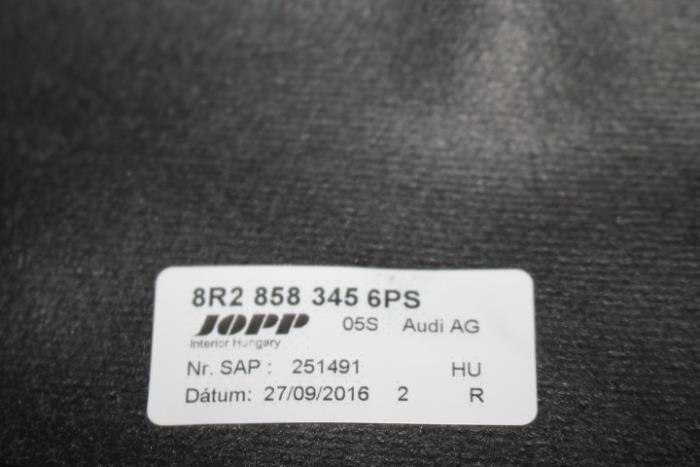 8R2 858 345 6PS
JOPP 05S Audi AG
Interior Hungary
Nr. SAP : 251491 HU
Dátum: 27/09/2016 2 R